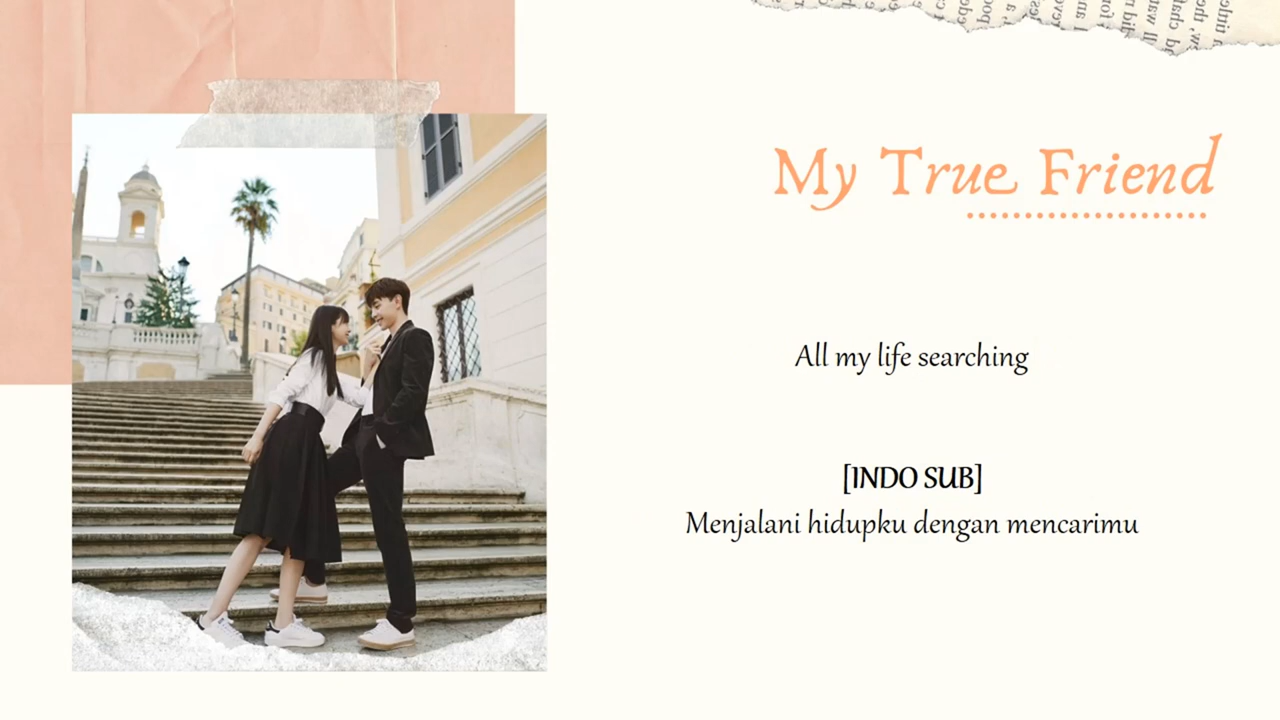 My True Friend
All my life searching
[INDO SUB]
Menjalani hidupku dengan mencarimu